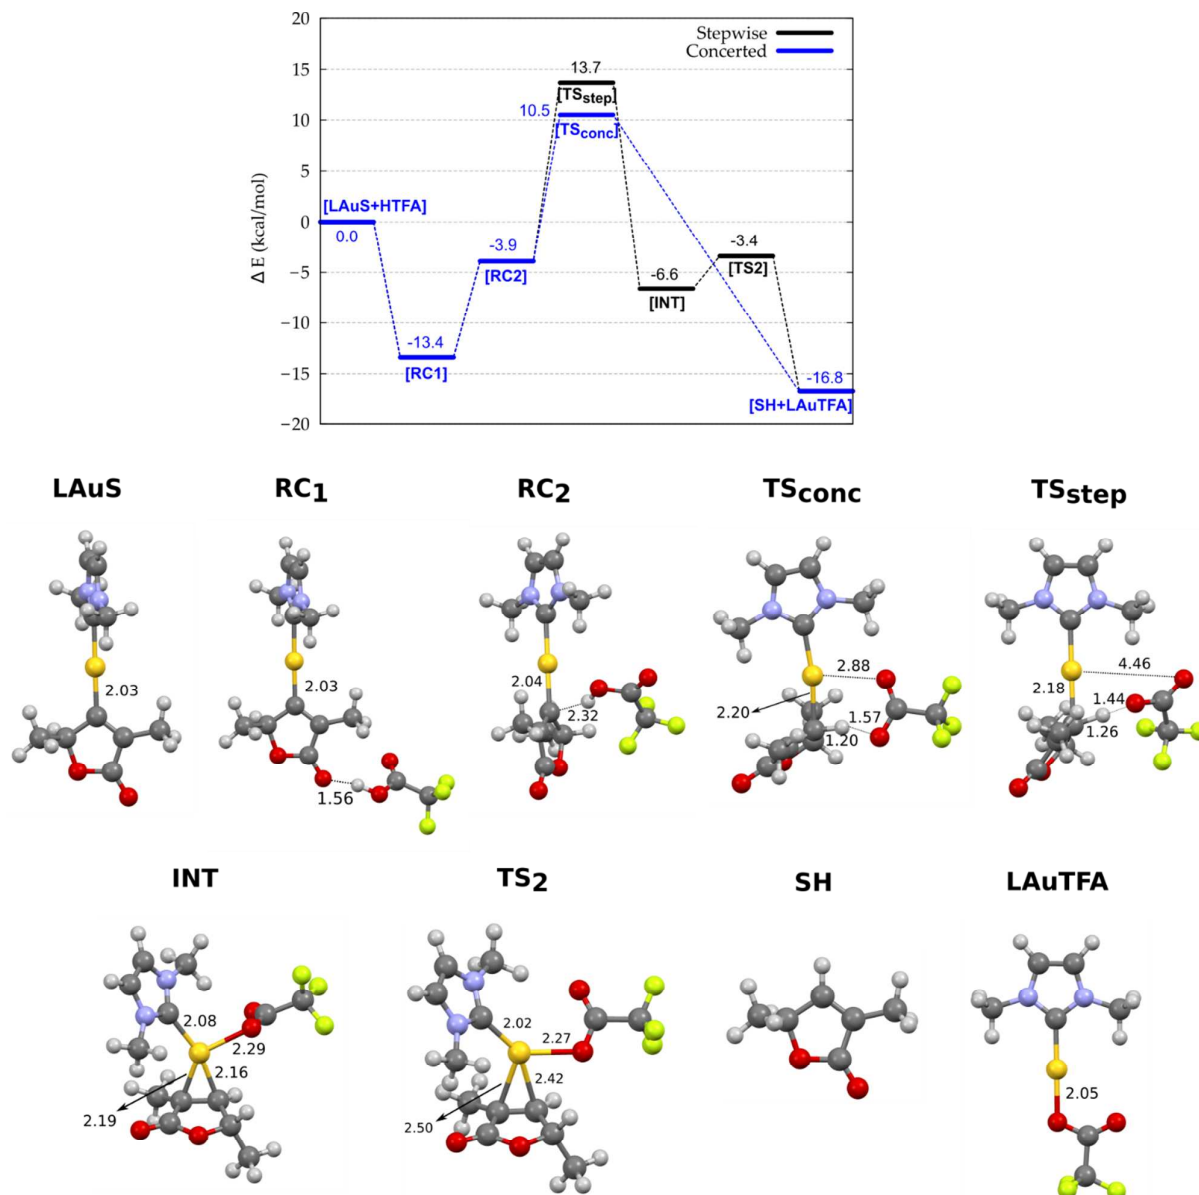 20
15
10
5
0
−5
−10
−15
−20
Δ E (kcal/mol)
Stepwise
Concerted
13.7
[TSstep]
10.5
[TSconc]
[LAuS+HTFA]
0.0
-3.9
[RC2]
-3.4
[TS2]
-6.6
[INT]
-13.4
[RC1]
-16.8
[SH+LAuTFA]
LAuS
RC1
RC2
TSconc
TSstep
2.03
2.03
1.56
2.04
2.32
2.88
2.20
1.57
1.20
4.46
2.18
1.44
1.26
INT
TS2
SH
LAuTFA
2.08
2.29
2.16
2.19
2.02
2.27
2.42
2.50
2.05